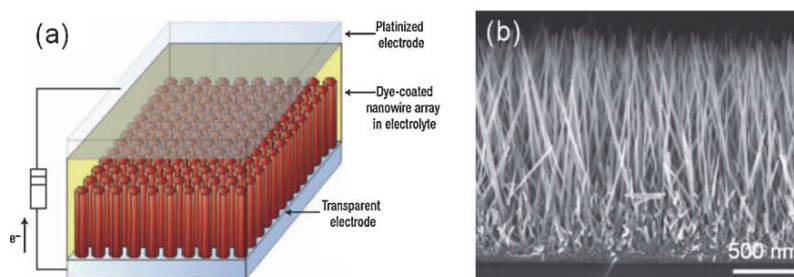 (a)
Platinized
electrode
Dye-coated
nanowire array
in electrolyte
Transparent
electrode
e-
(b)
500 nm